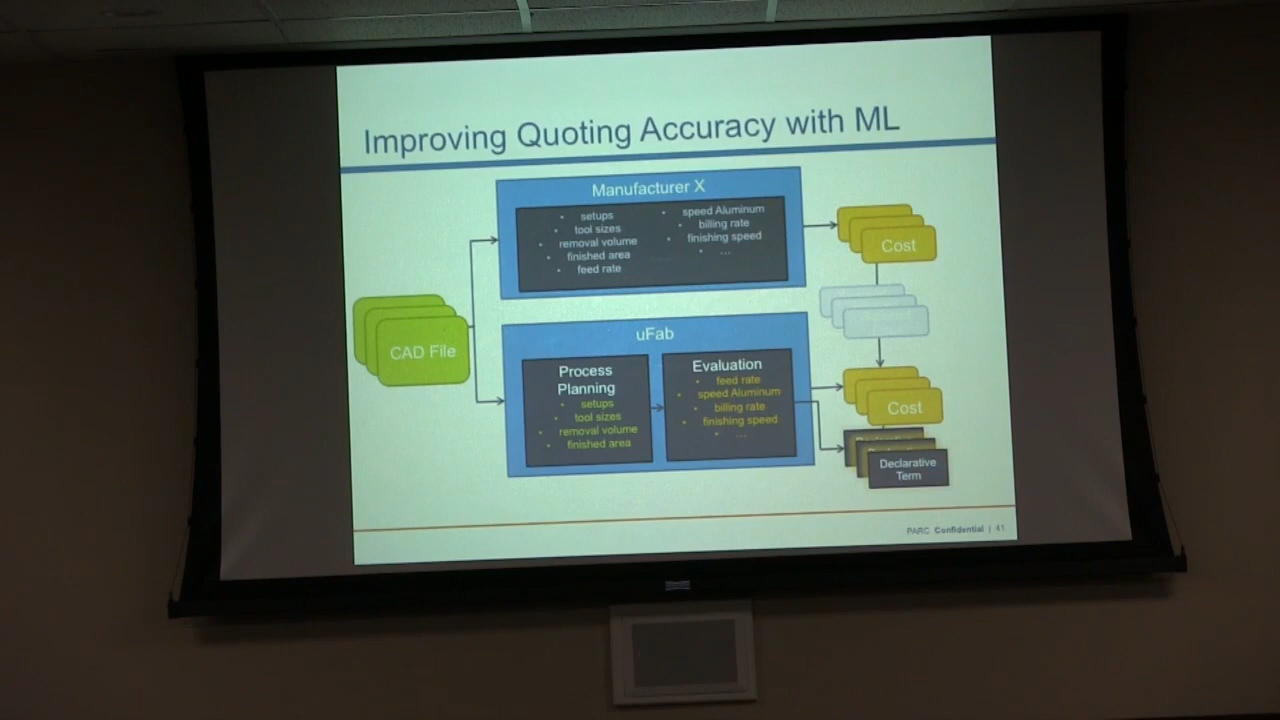 Improving Quoting Accuracy with ML
Manufacturer X
• setups
• tool sizes
• removal volume
• finished area
• feed rate
• speed Aluminum
• billing rate
• finishing speed
• ...
Cost
CAD File
uFab
Process
Planning
• setups
• tool sizes
• removal volume
• finished area
Evaluation
• feed rate
• speed Aluminum
• billing rate
• finishing speed
• ...
Cost
Declarative
Term
PARC Confidential | 41